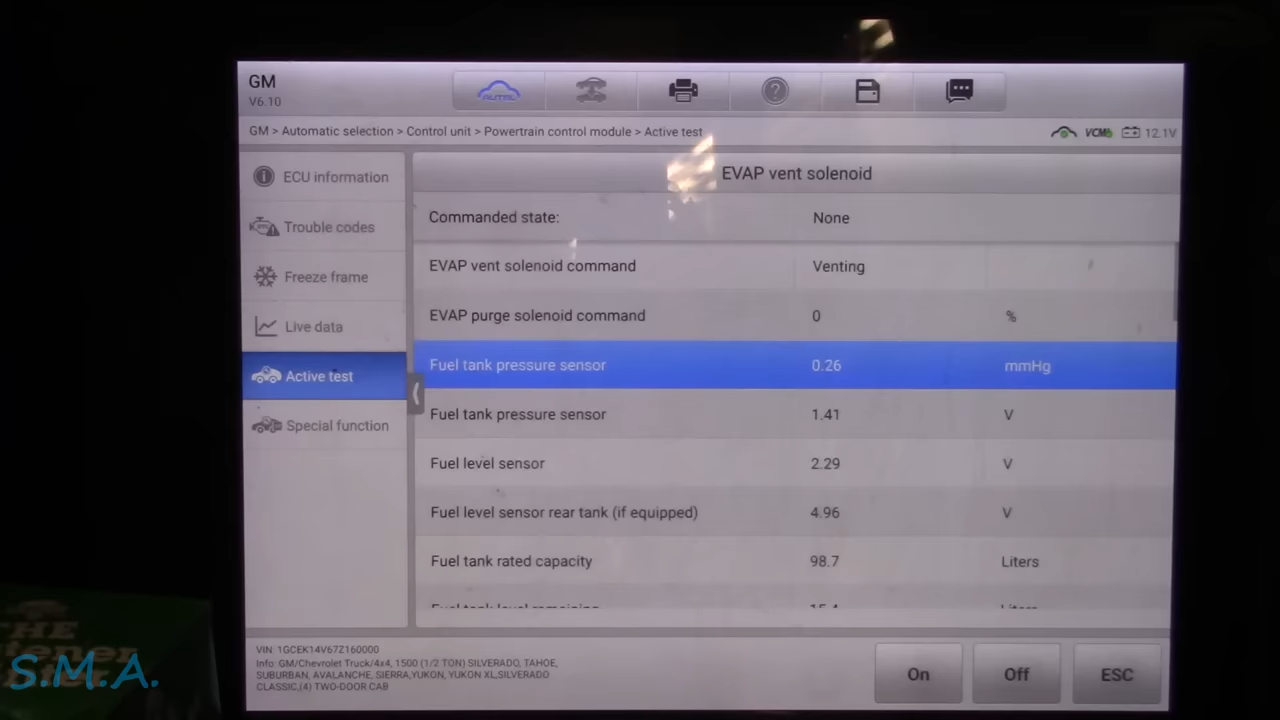 GM
V6.10
AUTEL
GM > Automatic selection > Control unit > Powertrain control module > Active test
VCMI 12.1V
ECU information
Trouble codes
Freeze frame
Live data
Active test
Special function
EVAP vent solenoid
Commanded state: None
EVAP vent solenoid command Venting
EVAP purge solenoid command 0 %
Fuel tank pressure sensor 0.26 mmHg
Fuel tank pressure sensor 1.41 V
Fuel level sensor 2.29 V
Fuel level sensor rear tank (if equipped) 4.96 V
Fuel tank rated capacity 98.7 Liters
VIN: 1GCEK14V67Z160000
Info: GM/Chevrolet Truck/4x4, 1500 (1/2 TON) SILVERADO, TAHOE,
SUBURBAN, AVALANCHE, SIERRA,YUKON, YUKON XL,SILVERADO
CLASSIC,(4) TWO-DOOR CAB
On
Off
ESC
THE
S.M.A.